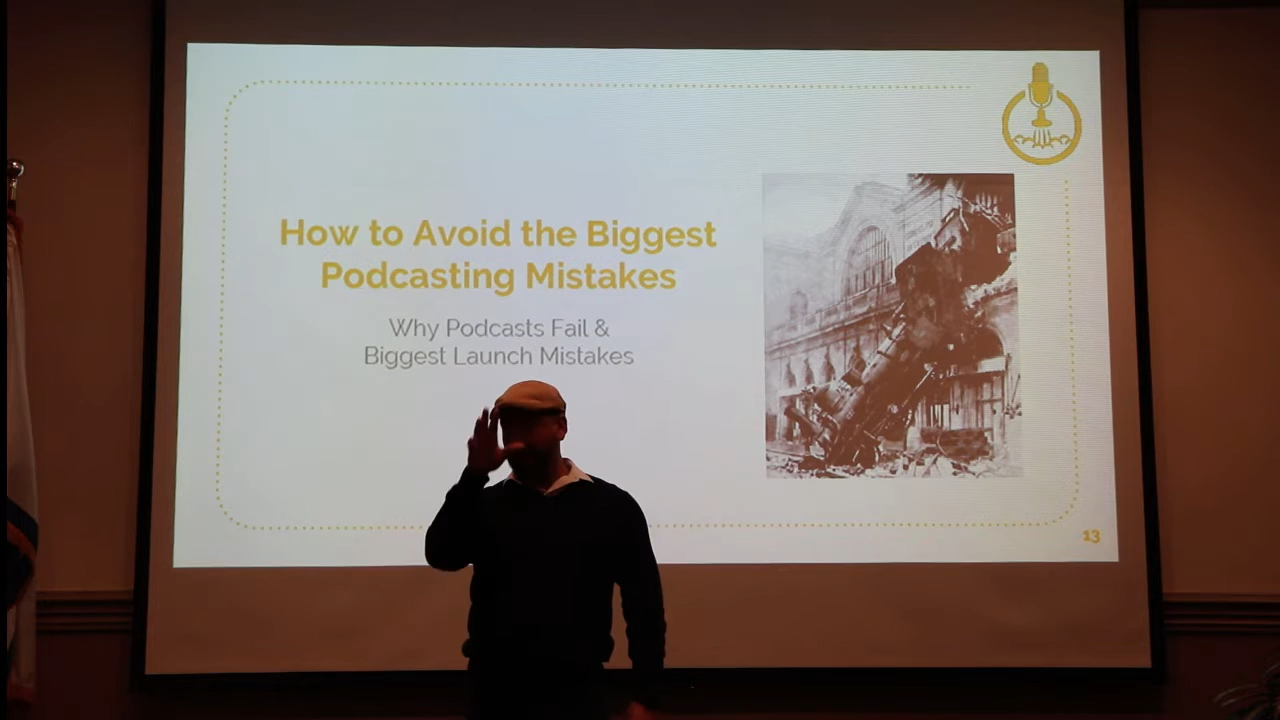 How to Avoid the Biggest
Podcasting Mistakes
Why Podcasts Fail &
Biggest Launch Mistakes
13